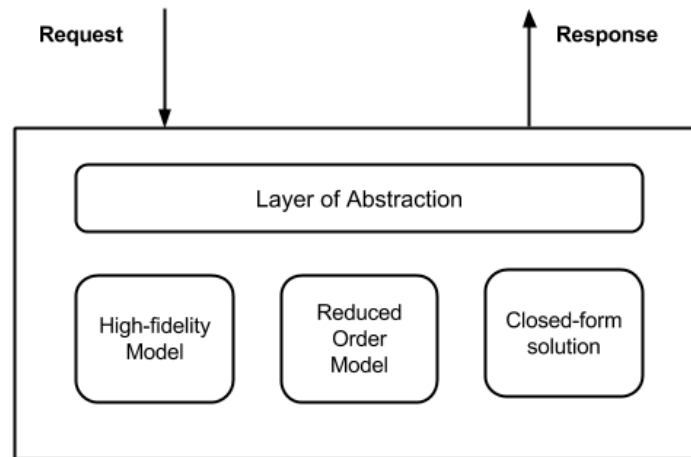 Request
Response
Layer of Abstraction
High-fidelity
Model
Reduced
Order
Model
Closed-form
solution